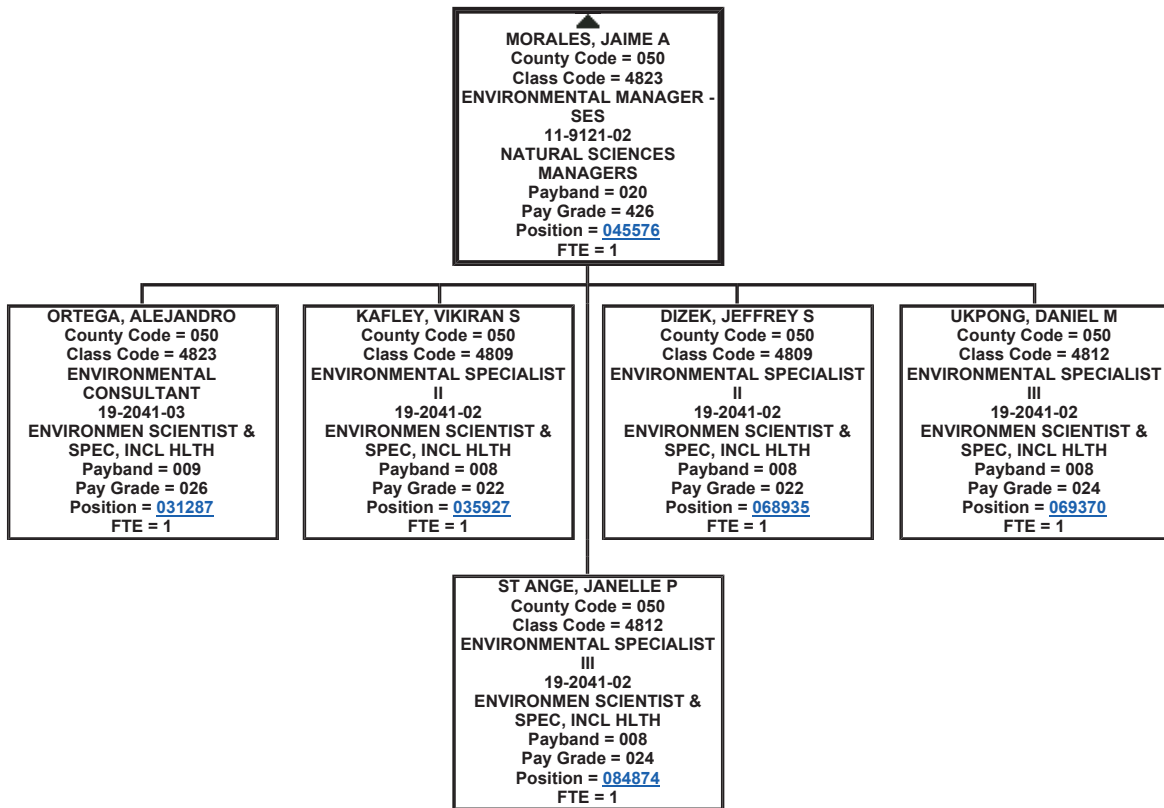 MORALES, JAIME A
County Code = 050
Class Code = 4823
ENVIRONMENTAL MANAGER -
SES
11-9121-02
NATURAL SCIENCES
MANAGERS
Payband = 020
Pay Grade = 426
Position = 045576
FTE = 1
ORTEGA, ALEJANDRO
County Code = 050
Class Code = 4823
ENVIRONMENTAL
CONSULTANT
19-2041-03
ENVIRONMEN SCIENTIST &
SPEC, INCL HLTH
Payband = 009
Pay Grade = 026
Position = 031287
FTE = 1
KAFLEY, VIKIRAN S
County Code = 050
Class Code = 4809
ENVIRONMENTAL SPECIALIST
II
19-2041-02
ENVIRONMEN SCIENTIST &
SPEC, INCL HLTH
Payband = 008
Pay Grade = 022
Position = 035927
FTE = 1
DIZEK, JEFFREY S
County Code = 050
Class Code = 4809
ENVIRONMENTAL SPECIALIST
II
19-2041-02
ENVIRONMEN SCIENTIST &
SPEC, INCL HLTH
Payband = 008
Pay Grade = 022
Position = 068935
FTE = 1
UKPONG, DANIEL M
County Code = 050
Class Code = 4812
ENVIRONMENTAL SPECIALIST
III
19-2041-02
ENVIRONMEN SCIENTIST &
SPEC, INCL HLTH
Payband = 008
Pay Grade = 024
Position = 069370
FTE = 1
ST ANGE, JANELLE P
County Code = 050
Class Code = 4812
ENVIRONMENTAL SPECIALIST
III
19-2041-02
ENVIRONMEN SCIENTIST &
SPEC, INCL HLTH
Payband = 008
Pay Grade = 024
Position = 084874
FTE = 1